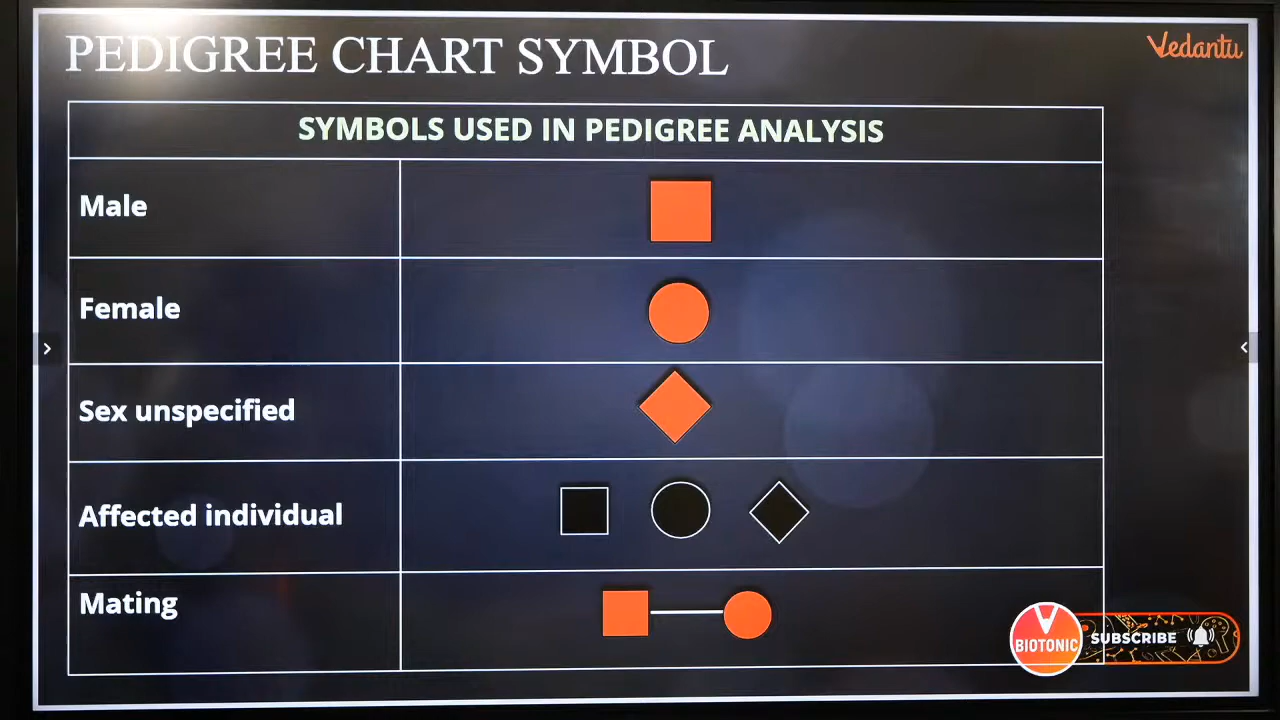 PEDIGREE CHART SYMBOL
Vedantu
SYMBOLS USED IN PEDIGREE ANALYSIS
Male
Female
Sex unspecified
Affected individual
Mating
V
BIOTONIC
SUBSCRIBE